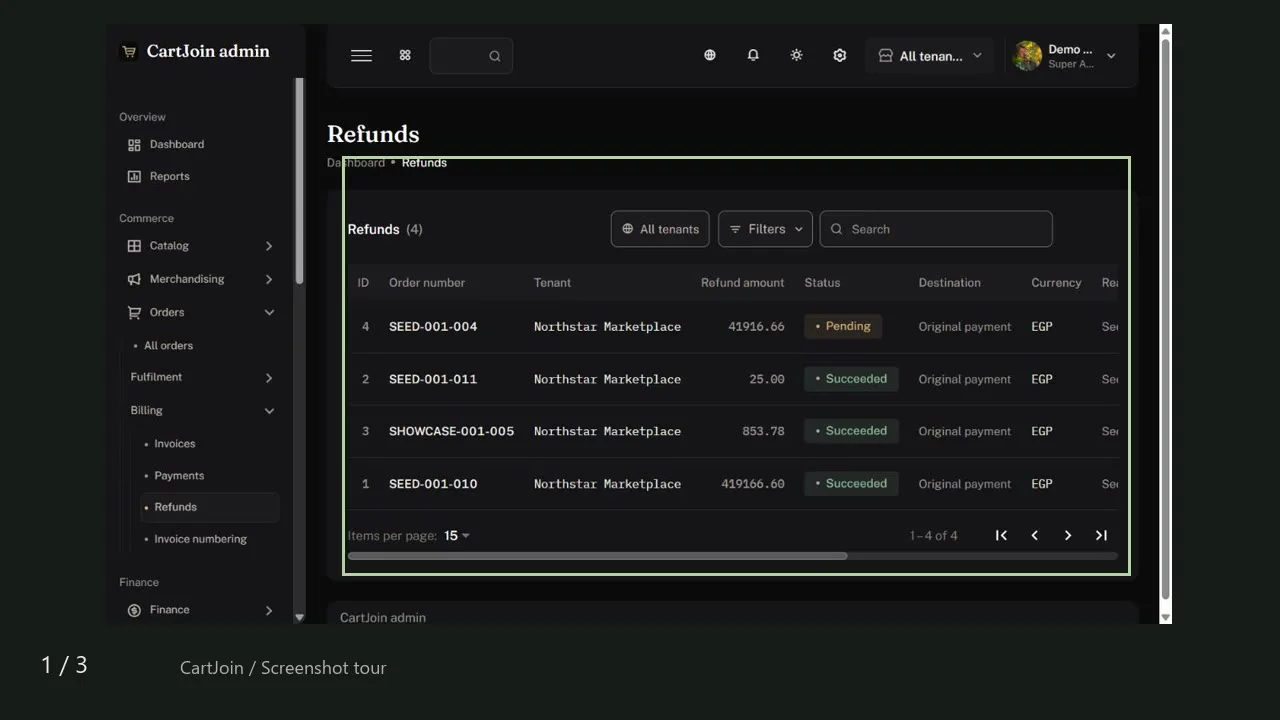 CartJoin admin
All tenan...
Demo ...
Super A...
Overview
Dashboard
Reports
Commerce
Catalog
Merchandising
Orders
All orders
Fulfilment
Billing
Invoices
Payments
Refunds
Invoice numbering
Finance
Finance
Refunds
Dashboard • Refunds
Refunds (4)
All tenants
Filters
Search
ID Order number Tenant Refund amount Status Destination Currency
4 SEED-001-004 Northstar Marketplace 41916.66 • Pending Original payment EGP
2 SEED-001-011 Northstar Marketplace 25.00 • Succeeded Original payment EGP
3 SHOWCASE-001-005 Northstar Marketplace 853.78 • Succeeded Original payment EGP
1 SEED-001-010 Northstar Marketplace 419166.60 • Succeeded Original payment EGP
Items per page: 15
1–4 of 4
CartJoin admin
1 / 3
CartJoin / Screenshot tour